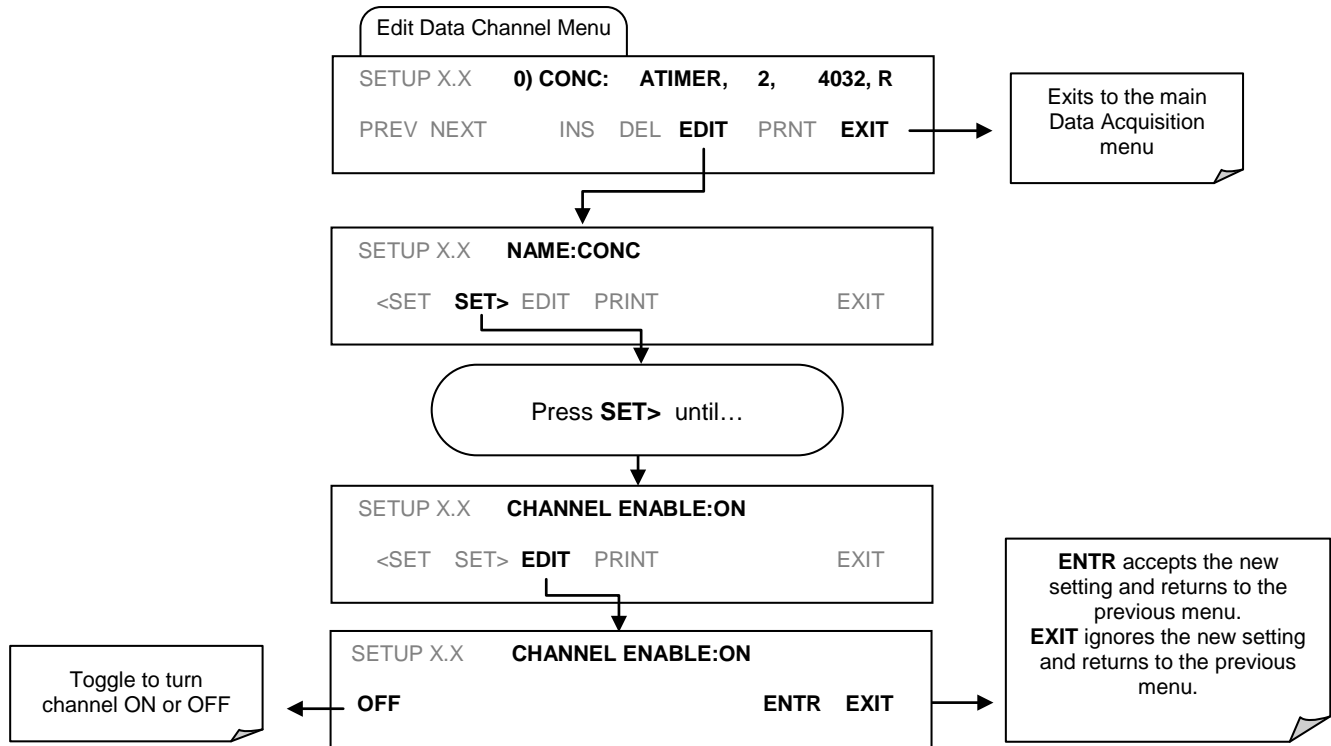 Edit Data Channel Menu
SETUP X.X 0) CONC: ATIMER, 2, 4032, R
PREV NEXT INS DEL EDIT PRNT EXIT
Exits to the main
Data Acquisition
menu
SETUP X.X NAME:CONC
<SET SET> EDIT PRINT EXIT
Press SET> until…
SETUP X.X CHANNEL ENABLE:ON
<SET SET> EDIT PRINT EXIT
ENTR accepts the new
setting and returns to the
previous menu.
EXIT ignores the new setting
and returns to the previous
menu.
SETUP X.X CHANNEL ENABLE:ON
OFF ENTR EXIT
Toggle to turn
channel ON or OFF